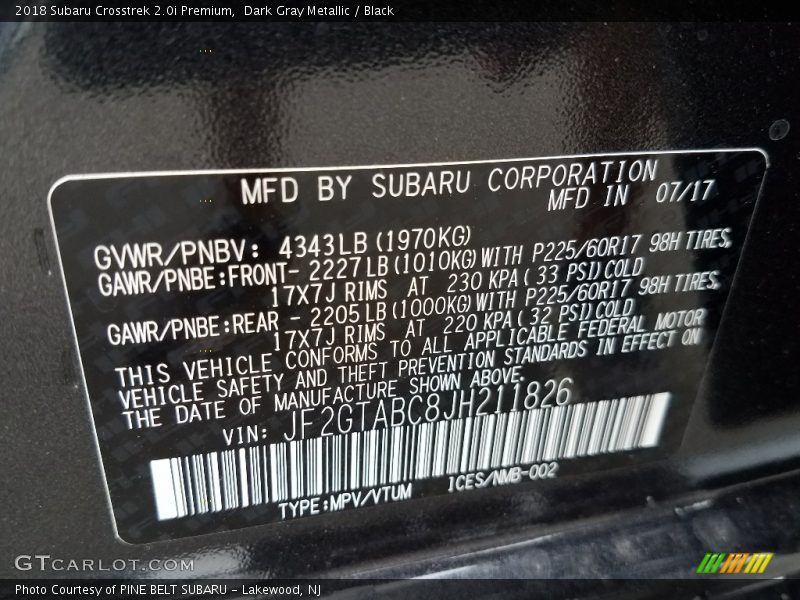 2018 Subaru Crosstrek 2.0i Premium,  Dark Gray Metallic / Black
MFD BY SUBARU CORPORATION
MFD IN 07/17
GVWR/PNBV: 4343LB(1970KG)
GAWR/PNBE:FRONT- 2227LB(1010KG)WITH P225/60R17 98H TIRES,
17X7J RIMS AT 230 KPA(33 PSI)COLD
GAWR/PNBE:REAR - 2205LB(1000KG)WITH P225/60R17 98H TIRES,
17X7J RIMS AT 220 KPA(32 PSI)COLD
THIS VEHICLE CONFORMS TO ALL APPLICABLE FEDERAL MOTOR
VEHICLE SAFETY AND THEFT PREVENTION STANDARDS IN EFFECT ON
THE DATE OF MANUFACTURE SHOWN ABOVE.
VIN: JF2GTABC8JH211826
TYPE:MPV/VTUM ICES/NMB-002
GTCARLOT.COM
Photo Courtesy of PINE BELT SUBARU - Lakewood, NJ